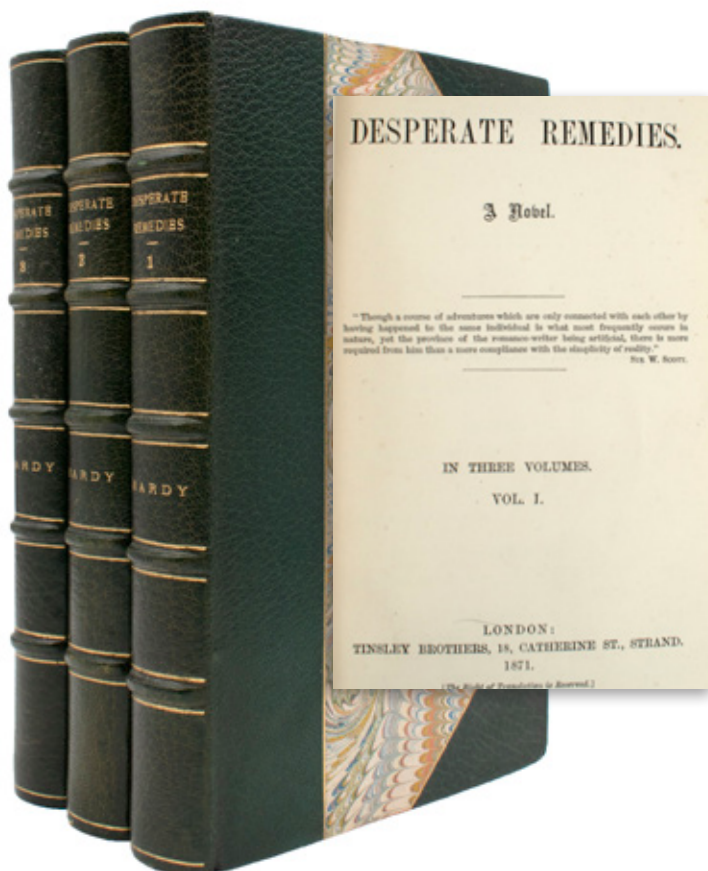 DESPERATE REMEDIES.
A Novel.
"Though a course of adventures which are only connected with each other by
having happened to the same individual is what most frequently occurs in
nature, yet the province of the romance-writer being artificial, there is more
required from him than a mere compliance with the simplicity of reality."
SIR W. SCOTT.
IN THREE VOLUMES.
VOL. I.
LONDON:
TINSLEY BROTHERS, 18, CATHERINE ST., STRAND.
1871.
[The Right of Translation is Reserved.]
PERATE
MEDIES
3
SPERATE
EMEDIES
2
DESPERATE
REMEDIES
1
ARDY
HARDY
HARDY